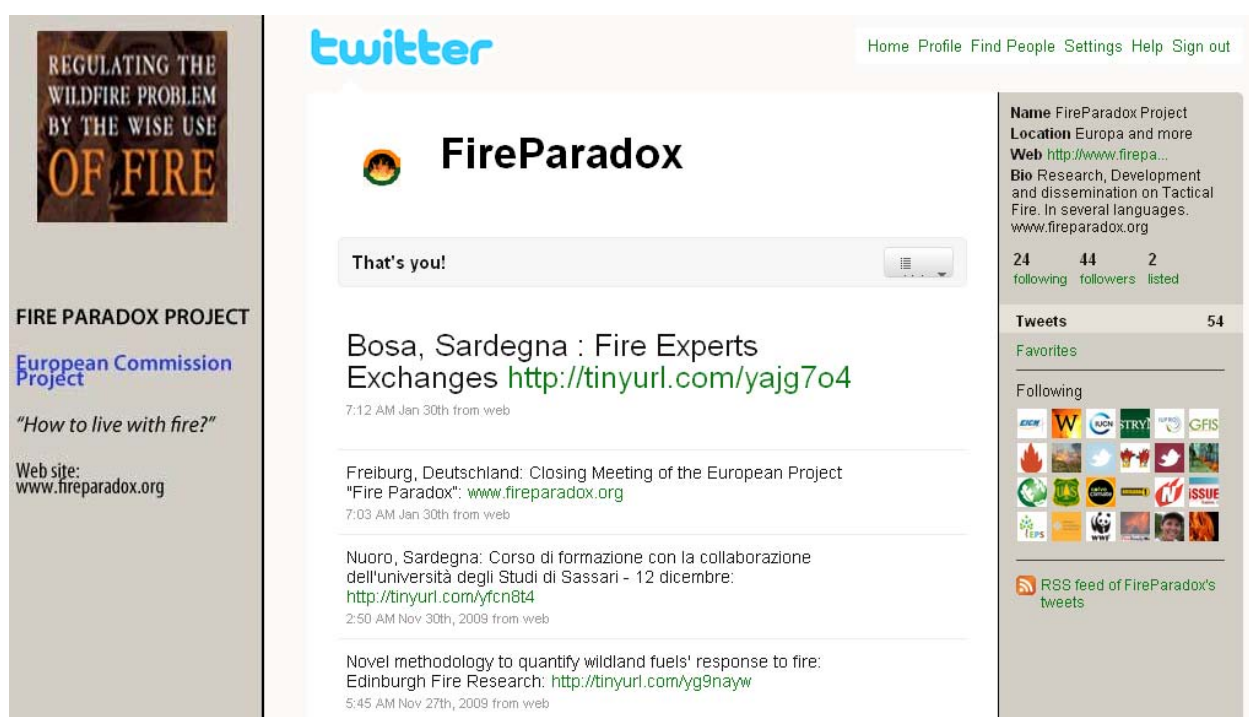 REGULATING THE
WILDFIRE PROBLEM
BY THE WISE USE
OF FIRE
FIRE PARADOX PROJECT
European Commission
Project
“How to live with fire?”
Web site:
www.fireparadox.org
twitter
Home Profile Find People Settings Help Sign out
FireParadox
That's you!
Bosa, Sardegna : Fire Experts
Exchanges http://tinyurl.com/yajg7o4
7:12 AM Jan 30th from web
Freiburg, Deutschland: Closing Meeting of the European Project
"Fire Paradox": www.fireparadox.org
7:03 AM Jan 30th from web
Nuoro, Sardegna: Corso di formazione con la collaborazione
dell'università degli Studi di Sassari - 12 dicembre:
http://tinyurl.com/yfcn8t4
2:50 AM Nov 30th, 2009 from web
Novel methodology to quantify wildland fuels' response to fire:
Edinburgh Fire Research: http://tinyurl.com/yg9nayw
5:45 AM Nov 27th, 2009 from web
Name FireParadox Project
Location Europa and more
Web http://www.firepa...
Bio Research, Development
and dissemination on Tactical
Fire. In several languages.
www.fireparadox.org
24 44 2
following followers listed
Tweets 54
Favorites
Following
W IUCN STRY GFIS
ISSUE
EPS WWF
RSS feed of FireParadox's
tweets